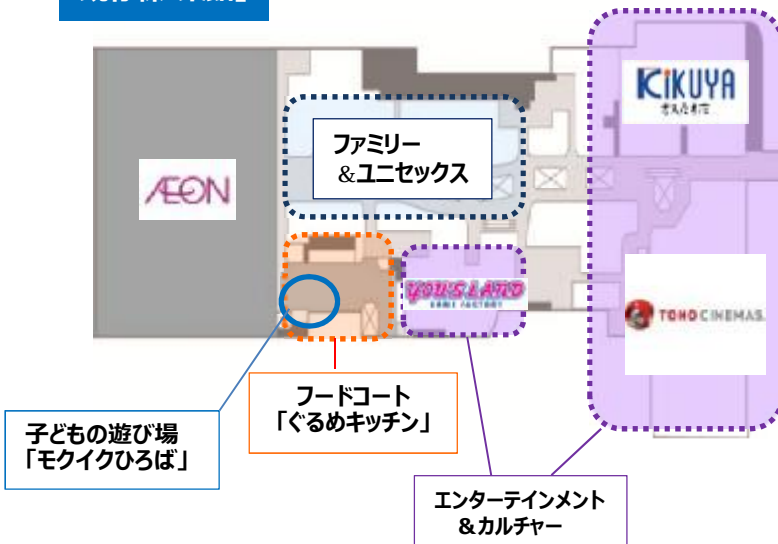 KiKUYA
ファミリー
&ユニセックス
ÆON
YOU'S LAND
GAME FACTORY
TOHO CINEMAS
フードコート
「ぐるめキッチン」
子どもの遊び場
「モクイクひろば」
エンターテインメント
&カルチャー